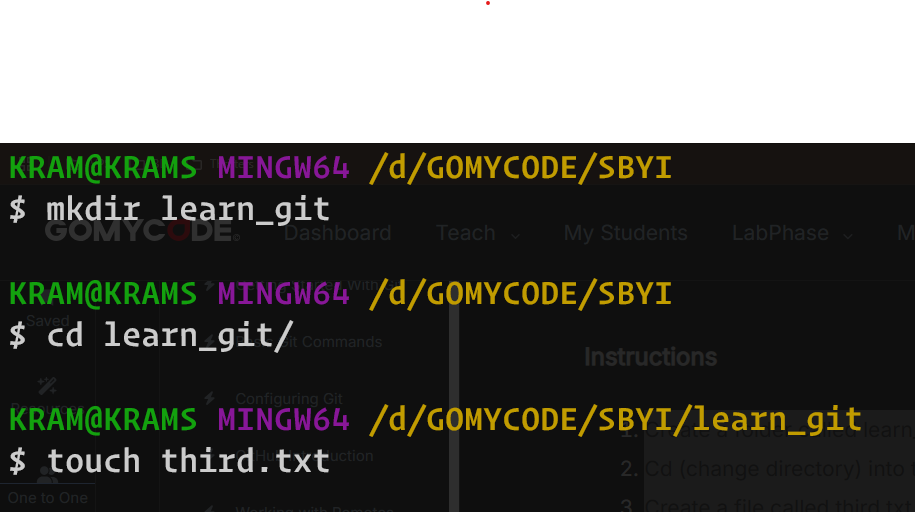 KRAM@KRAMS MINGW64 /d/GOMYCODE/SBYI
$ mkdir learn_git
GOMYCODE Dashboard Teach My Students LabPhase
KRAM@KRAMS MINGW64 /d/GOMYCODE/SBYI
Saved
$ cd learn_git/
Commands
Instructions
Configuring Git
KRAM@KRAMS MINGW64 /d/GOMYCODE/SBYI/learn_git
1. Create a folder called learn
$ touch third.txt
2. Cd (change directory) into
One to One
3. Create a file called third.txt